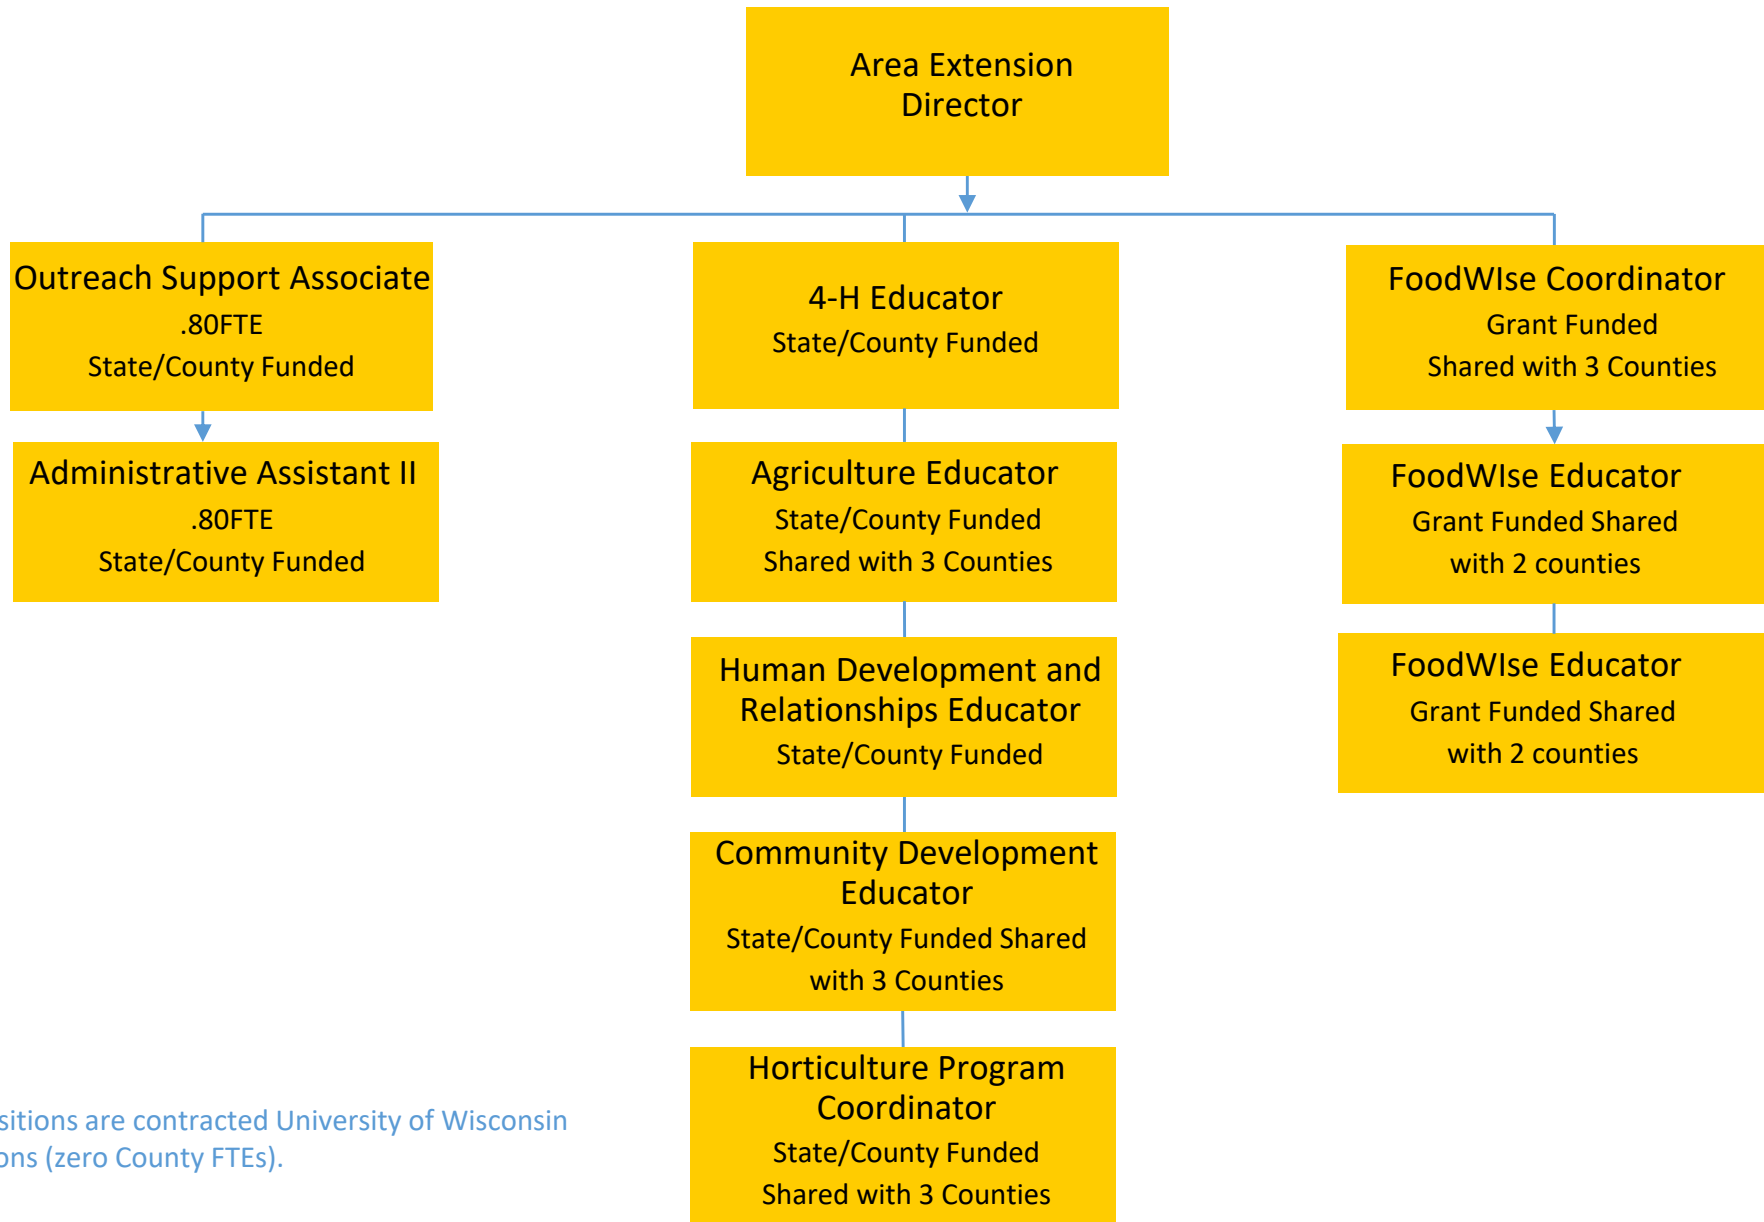 Area Extension
Director
Outreach Support Associate
.80FTE
State/County Funded
Administrative Assistant II
.80FTE
State/County Funded
4-H Educator
State/County Funded
Agriculture Educator
State/County Funded
Shared with 3 Counties
Human Development and
Relationships Educator
State/County Funded
Community Development
Educator
State/County Funded Shared
with 3 Counties
Horticulture Program
Coordinator
State/County Funded
Shared with 3 Counties
FoodWIse Coordinator
Grant Funded
Shared with 3 Counties
FoodWIse Educator
Grant Funded Shared
with 2 counties
FoodWIse Educator
Grant Funded Shared
with 2 counties
are contracted University of Wisconsin
(zero County FTEs).